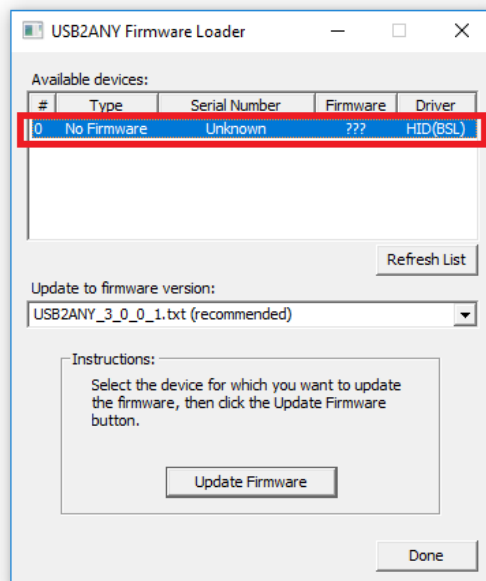 USB2ANY Firmware Loader
Available devices:
# Type Serial Number Firmware Driver
0 No Firmware Unknown ??? HID(BSL)
Refresh List
Update to firmware version:
USB2ANY_3_0_0_1.txt (recommended)
Instructions:
Select the device for which you want to update
the firmware, then click the Update Firmware
button.
Update Firmware
Done